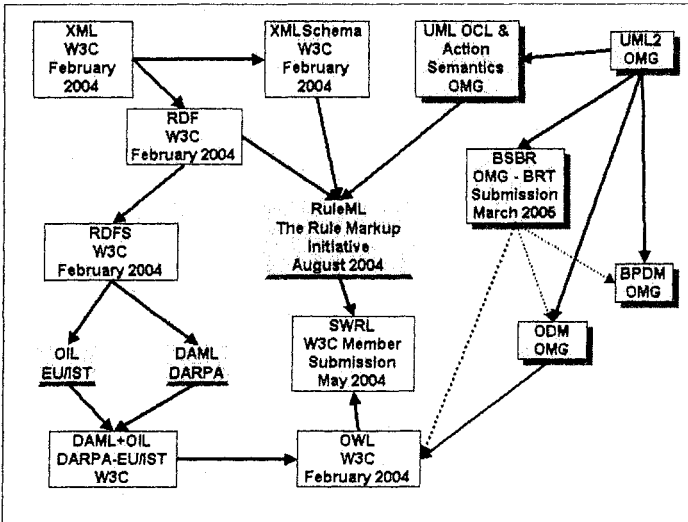 XML
W3C
February
2004
XMLSchema
W3C
February
2004
UML OCL &
Action
Semantics
OMG
UML2
OMG
RDF
W3C
February 2004
BSBR
OMG - BRT
Submission
March 2005
RuleML
The Rule Markup
Initiative
August 2004
RDFS
W3C
February 2004
BPDM
OMG
SWRL
W3C Member
Submission
May 2004
ODM
OMG
OIL
EU/IST
DAML
DARPA
DAML+OIL
DARPA-EU/IST
W3C
OWL
W3C
February 2004